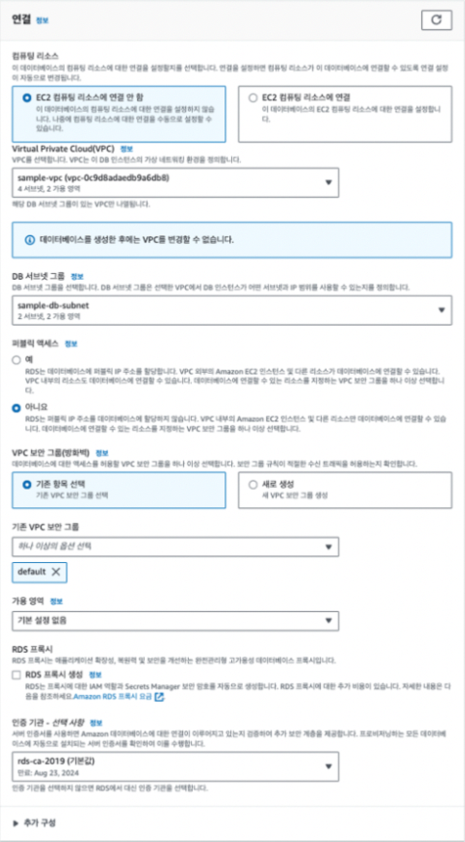 연결 정보
컴퓨팅 리소스
이 데이터베이스의 컴퓨팅 리소스에 대한 연결을 설정할지를 선택합니다. 연결을 설정하면 컴퓨팅 리소스가 이 데이터베이스에 연결할 수 있도록 연결 설정
이 자동으로 변경됩니다.
EC2 컴퓨팅 리소스에 연결 안 함
이 데이터베이스의 컴퓨팅 리소스에 대한 연결을 설정하지 않습니
다. 나중에 컴퓨팅 리소스에 대한 연결을 수동으로 설정할 수
있습니다.
EC2 컴퓨팅 리소스에 연결
이 데이터베이스의 EC2 컴퓨팅 리소스에 대한 연결을 설정합니
다.
Virtual Private Cloud(VPC) 정보
VPC를 선택합니다. VPC는 이 DB 인스턴스의 가상 네트워킹 환경을 정의합니다.
sample-vpc (vpc-0c9d8adaedb9a6db8)
4 서브넷, 2 가용 영역
해당 DB 서브넷 그룹이 있는 VPC만 나열됩니다.
데이터베이스를 생성한 후에는 VPC를 변경할 수 없습니다.
DB 서브넷 그룹 정보
DB 서브넷 그룹을 선택합니다. DB 서브넷 그룹은 선택한 VPC에서 DB 인스턴스가 어떤 서브넷과 IP 범위를 사용할 수 있는지를 정의합니다.
sample-db-subnet
2 서브넷, 2 가용 영역
퍼블릭 액세스 정보
예
RDS는 데이터베이스에 퍼블릭 IP 주소를 할당합니다. VPC 외부의 Amazon EC2 인스턴스 및 다른 리소스가 데이터베이스에 연결할 수 있습니다.
VPC 내부의 리소스도 데이터베이스에 연결할 수 있습니다. 데이터베이스에 연결할 수 있는 리소스를 지정하는 VPC 보안 그룹을 하나 이상 선택합니
다.
아니요
RDS는 퍼블릭 IP 주소를 데이터베이스에 할당하지 않습니다. VPC 내부의 Amazon EC2 인스턴스 및 다른 리소스만 데이터베이스에 연결할 수 있습
니다. 데이터베이스에 연결할 수 있는 리소스를 지정하는 VPC 보안 그룹을 하나 이상 선택합니다.
VPC 보안 그룹(방화벽) 정보
데이터베이스에 대한 액세스를 허용할 VPC 보안 그룹을 하나 이상 선택합니다. 보안 그룹 규칙이 적절한 수신 트래픽을 허용하는지 확인합니다.
기존 항목 선택
기존 VPC 보안 그룹 선택
새로 생성
새 VPC 보안 그룹 생성
기존 VPC 보안 그룹
하나 이상의 옵션 선택
default
가용 영역 정보
기본 설정 없음
RDS 프록시
RDS 프록시는 애플리케이션 확장성, 복원력 및 보안을 개선하는 완전관리형 고가용성 데이터베이스 프록시입니다.
RDS 프록시 생성 정보
RDS는 프록시에 대한 IAM 역할과 Secrets Manager 보안 암호를 자동으로 생성합니다. RDS 프록시에 대한 추가 비용이 있습니다. 자세한 내용은 다
음을 참조하세요.Amazon RDS 프록시 요금
인증 기관 - 선택 사항 정보
서버 인증서를 사용하면 Amazon 데이터베이스에 대한 연결이 이루어지고 있는지 검증하여 추가 보안 계층을 제공합니다. 프로비저닝하는 모든 데이터베
이스에 자동으로 설치되는 서버 인증서를 확인하여 이를 수행합니다.
rds-ca-2019 (기본값)
만료: Aug 23, 2024
인증 기관을 선택하지 않으면 RDS에서 대신 인증 기관을 선택합니다.
추가 구성